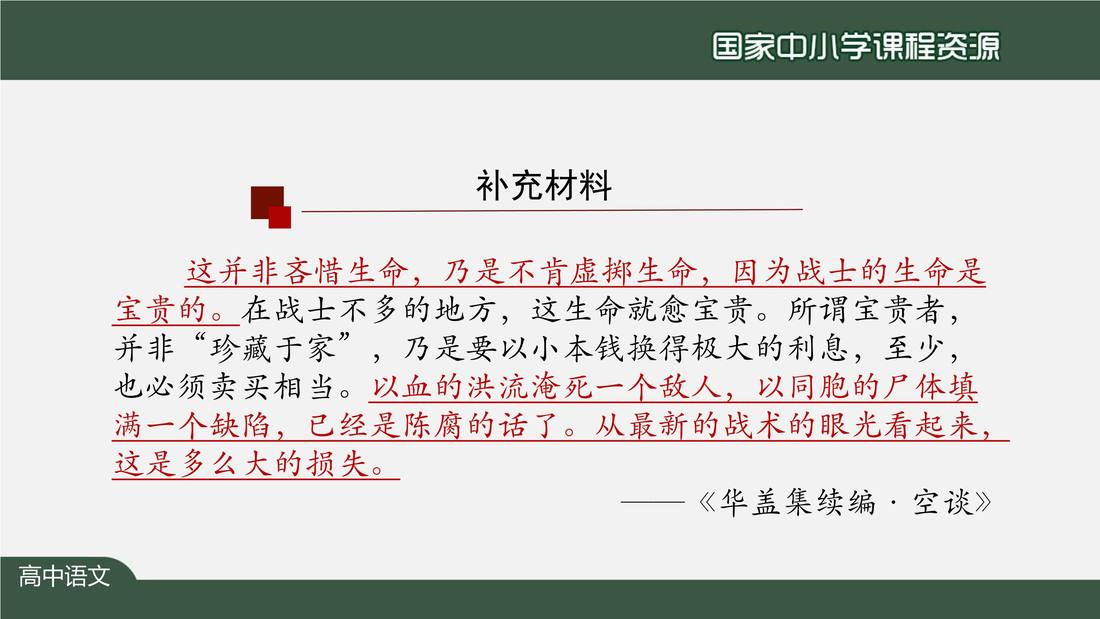 国家中小学课程资源
补充材料
这并非吝惜生命，乃是不肯虚掷生命，因为战士的生命是
宝贵的。在战士不多的地方，这生命就愈宝贵。所谓宝贵者，
并非“珍藏于家”，乃是要以小本钱换得极大的利息，至少，
也必须卖买相当。以血的洪流淹死一个敌人，以同胞的尸体填
满一个缺陷，已经是陈腐的话了。从最新的战术的眼光看起来，
这是多么大的损失。
——《华盖集续编·空谈》
高中语文